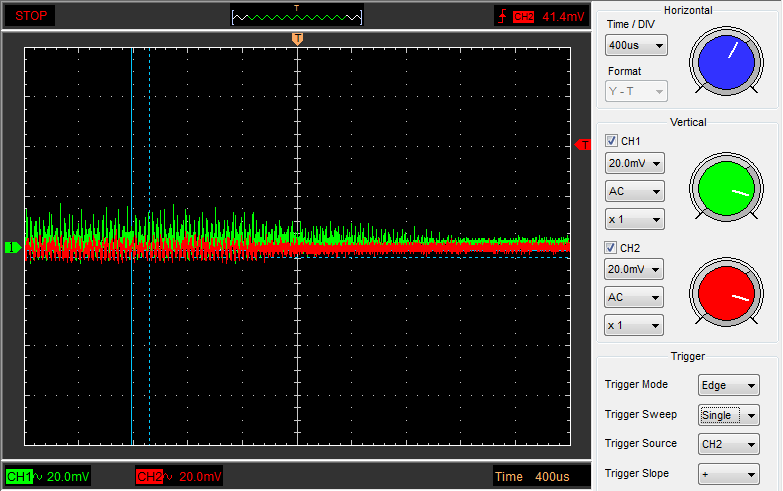 STOP
T
CH2 41.4mV
T
T
1
CH1 20.0mV
CH2 20.0mV
Time 400us
Horizontal
Time / DIV
400us
Format
Y - T
Vertical
CH1
20.0mV
AC
x 1
CH2
20.0mV
AC
x 1
Trigger
Trigger Mode Edge
Trigger Sweep Single
Trigger Source CH2
Trigger Slope +